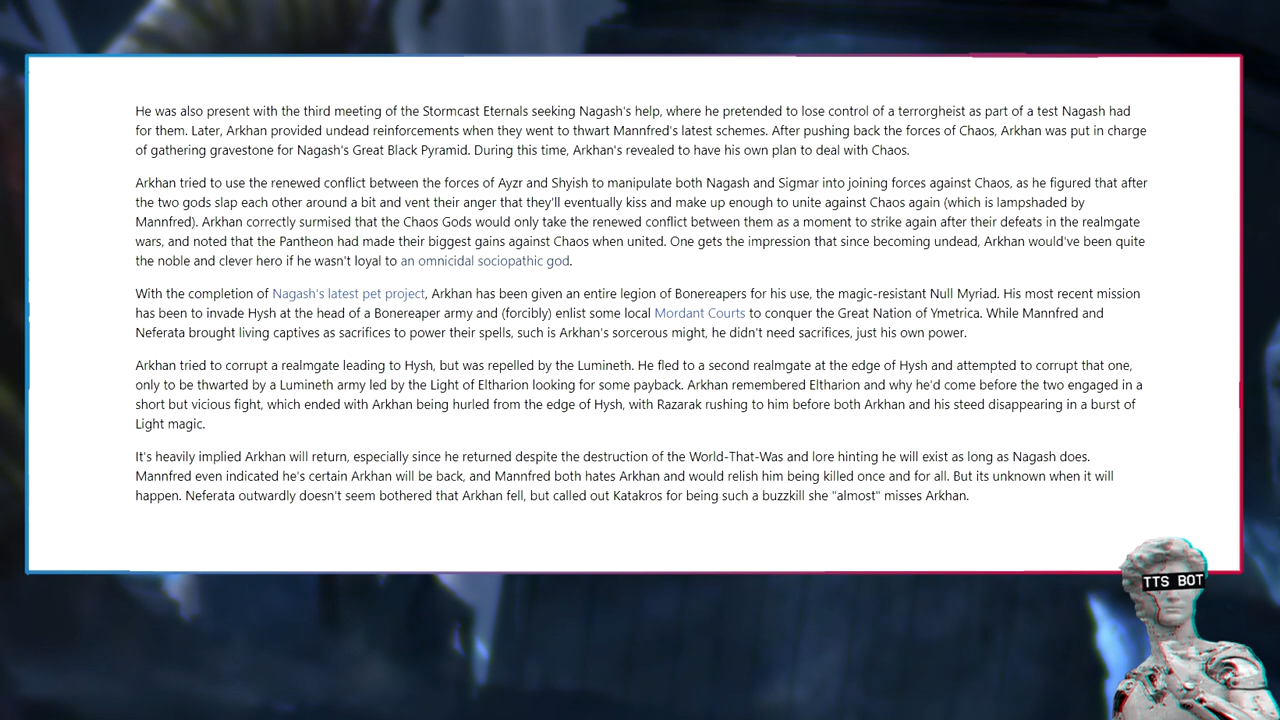 He was also present with the third meeting of the Stormcast Eternals seeking Nagash's help, where he pretended to lose control of a terrorgheist as part of a test Nagash had
for them. Later, Arkhan provided undead reinforcements when they went to thwart Mannfred's latest schemes. After pushing back the forces of Chaos, Arkhan was put in charge
of gathering gravestone for Nagash's Great Black Pyramid. During this time, Arkhan's revealed to have his own plan to deal with Chaos.
Arkhan tried to use the renewed conflict between the forces of Ayzr and Shyish to manipulate both Nagash and Sigmar into joining forces against Chaos, as he figured that after
the two gods slap each other around a bit and vent their anger that they'll eventually kiss and make up enough to unite against Chaos again (which is lampshaded by
Mannfred). Arkhan correctly surmised that the Chaos Gods would only take the renewed conflict between them as a moment to strike again after their defeats in the realmgate
wars, and noted that the Pantheon had made their biggest gains against Chaos when united. One gets the impression that since becoming undead, Arkhan would've been quite
the noble and clever hero if he wasn't loyal to an omnicidal sociopathic god.
With the completion of Nagash's latest pet project, Arkhan has been given an entire legion of Bonereapers for his use, the magic-resistant Null Myriad. His most recent mission
has been to invade Hysh at the head of a Bonereaper army and (forcibly) enlist some local Mordant Courts to conquer the Great Nation of Ymetrica. While Mannfred and
Neferata brought living captives as sacrifices to power their spells, such is Arkhan's sorcerous might, he didn't need sacrifices, just his own power.
Arkhan tried to corrupt a realmgate leading to Hysh, but was repelled by the Lumineth. He fled to a second realmgate at the edge of Hysh and attempted to corrupt that one,
only to be thwarted by a Lumineth army led by the Light of Eltharion looking for some payback. Arkhan remembered Eltharion and why he'd come before the two engaged in a
short but vicious fight, which ended with Arkhan being hurled from the edge of Hysh, with Razarak rushing to him before both Arkhan and his steed disappearing in a burst of
Light magic.
It's heavily implied Arkhan will return, especially since he returned despite the destruction of the World-That-Was and lore hinting he will exist as long as Nagash does.
Mannfred even indicated he's certain Arkhan will be back, and Mannfred both hates Arkhan and would relish him being killed once and for all. But its unknown when it will
happen. Neferata outwardly doesn't seem bothered that Arkhan fell, but called out Katakros for being such a buzzkill she "almost" misses Arkhan.
TTS BOT